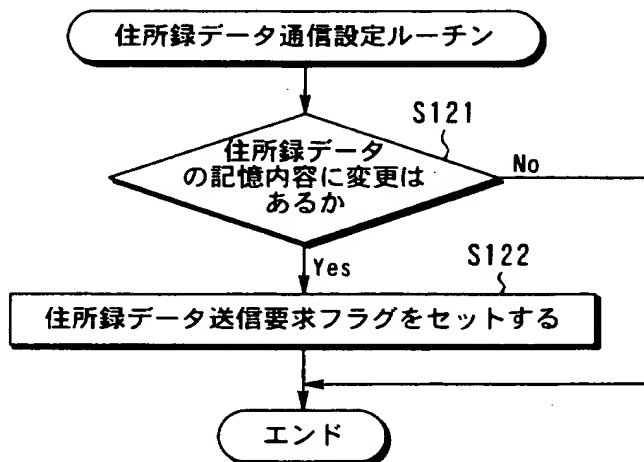 住所録データ通信設定ルーチン
S121
住所録データ
の記憶内容に変更は
あるか
No
Yes
S122
住所録データ送信要求フラグをセットする
エンド